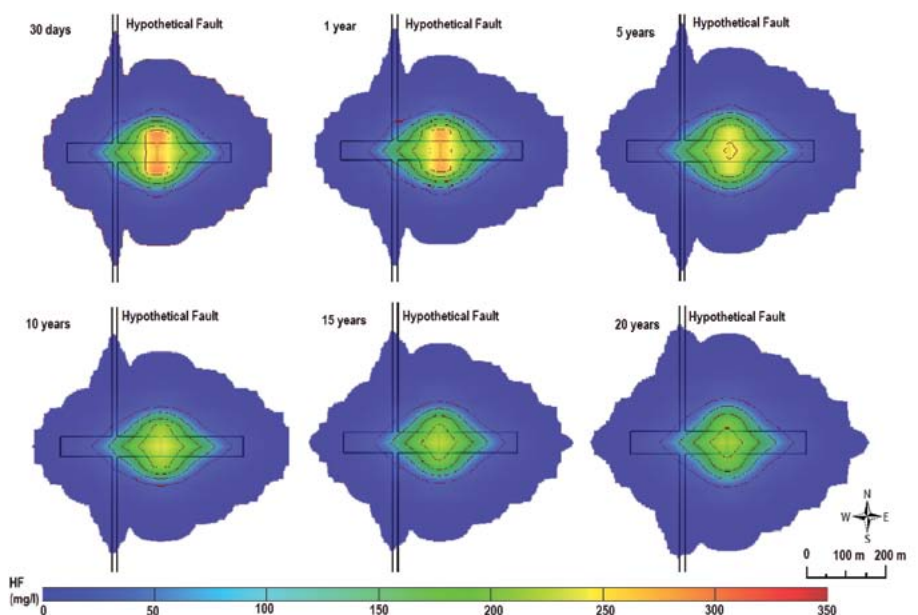 30 days
Hypothetical Fault
1 year
Hypothetical Fault
5 years
Hypothetical Fault
10 years
Hypothetical Fault
15 years
Hypothetical Fault
20 years
Hypothetical Fault
N
W E
S
0 100 m 200 m
HF
(mg/l)
0 50 100 150 200 250 300 350